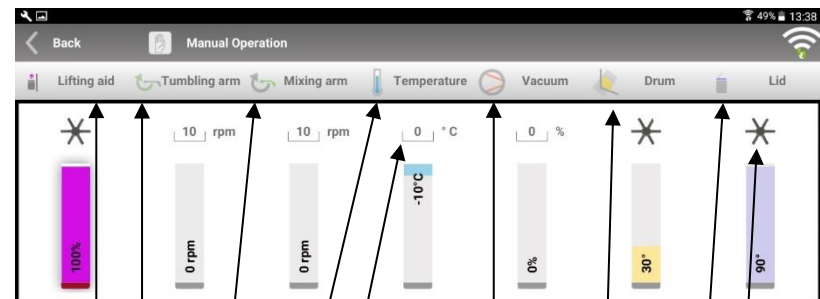 49% 13:38
Back Manual Operation
Lifting aid Tumbling arm Mixing arm Temperature Vacuum Drum Lid
10 rpm 10 rpm 0 °C 0 %
100% 0 rpm 0 rpm -10°C 0% 30° 90°